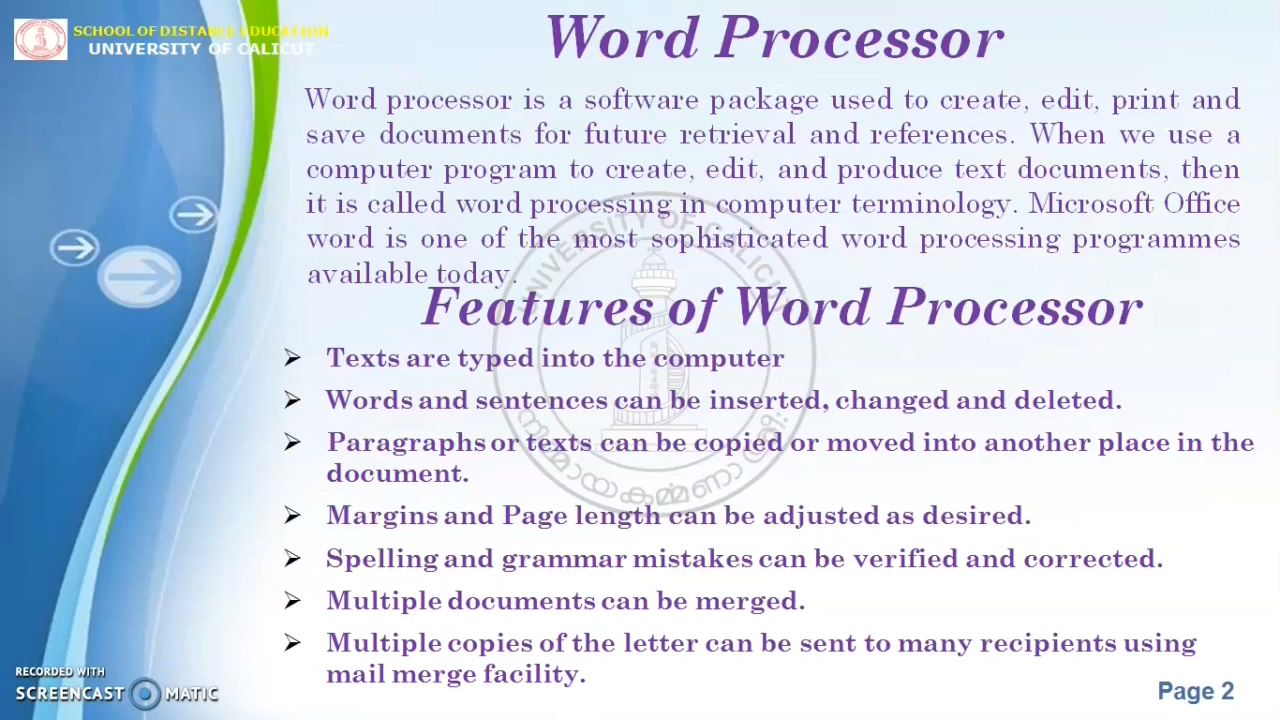 SCHOOL OF DISTANCE EDUCATION
UNIVERSITY OF CALICUT
Word Processor
Word processor is a software package used to create, edit, print and
save documents for future retrieval and references. When we use a
computer program to create, edit, and produce text documents, then
it is called word processing in computer terminology. Microsoft Office
word is one of the most sophisticated word processing programmes
available today.
UNIVERSITY OF CALICUT
Features of Word Processor
Texts are typed into the computer
Words and sentences can be inserted, changed and deleted.
Paragraphs or texts can be copied or moved into another place in the
document.
Margins and Page length can be adjusted as desired.
Spelling and grammar mistakes can be verified and corrected.
Multiple documents can be merged.
Multiple copies of the letter can be sent to many recipients using
mail merge facility.
RECORDED WITH
SCREENCAST MATIC
Page 2